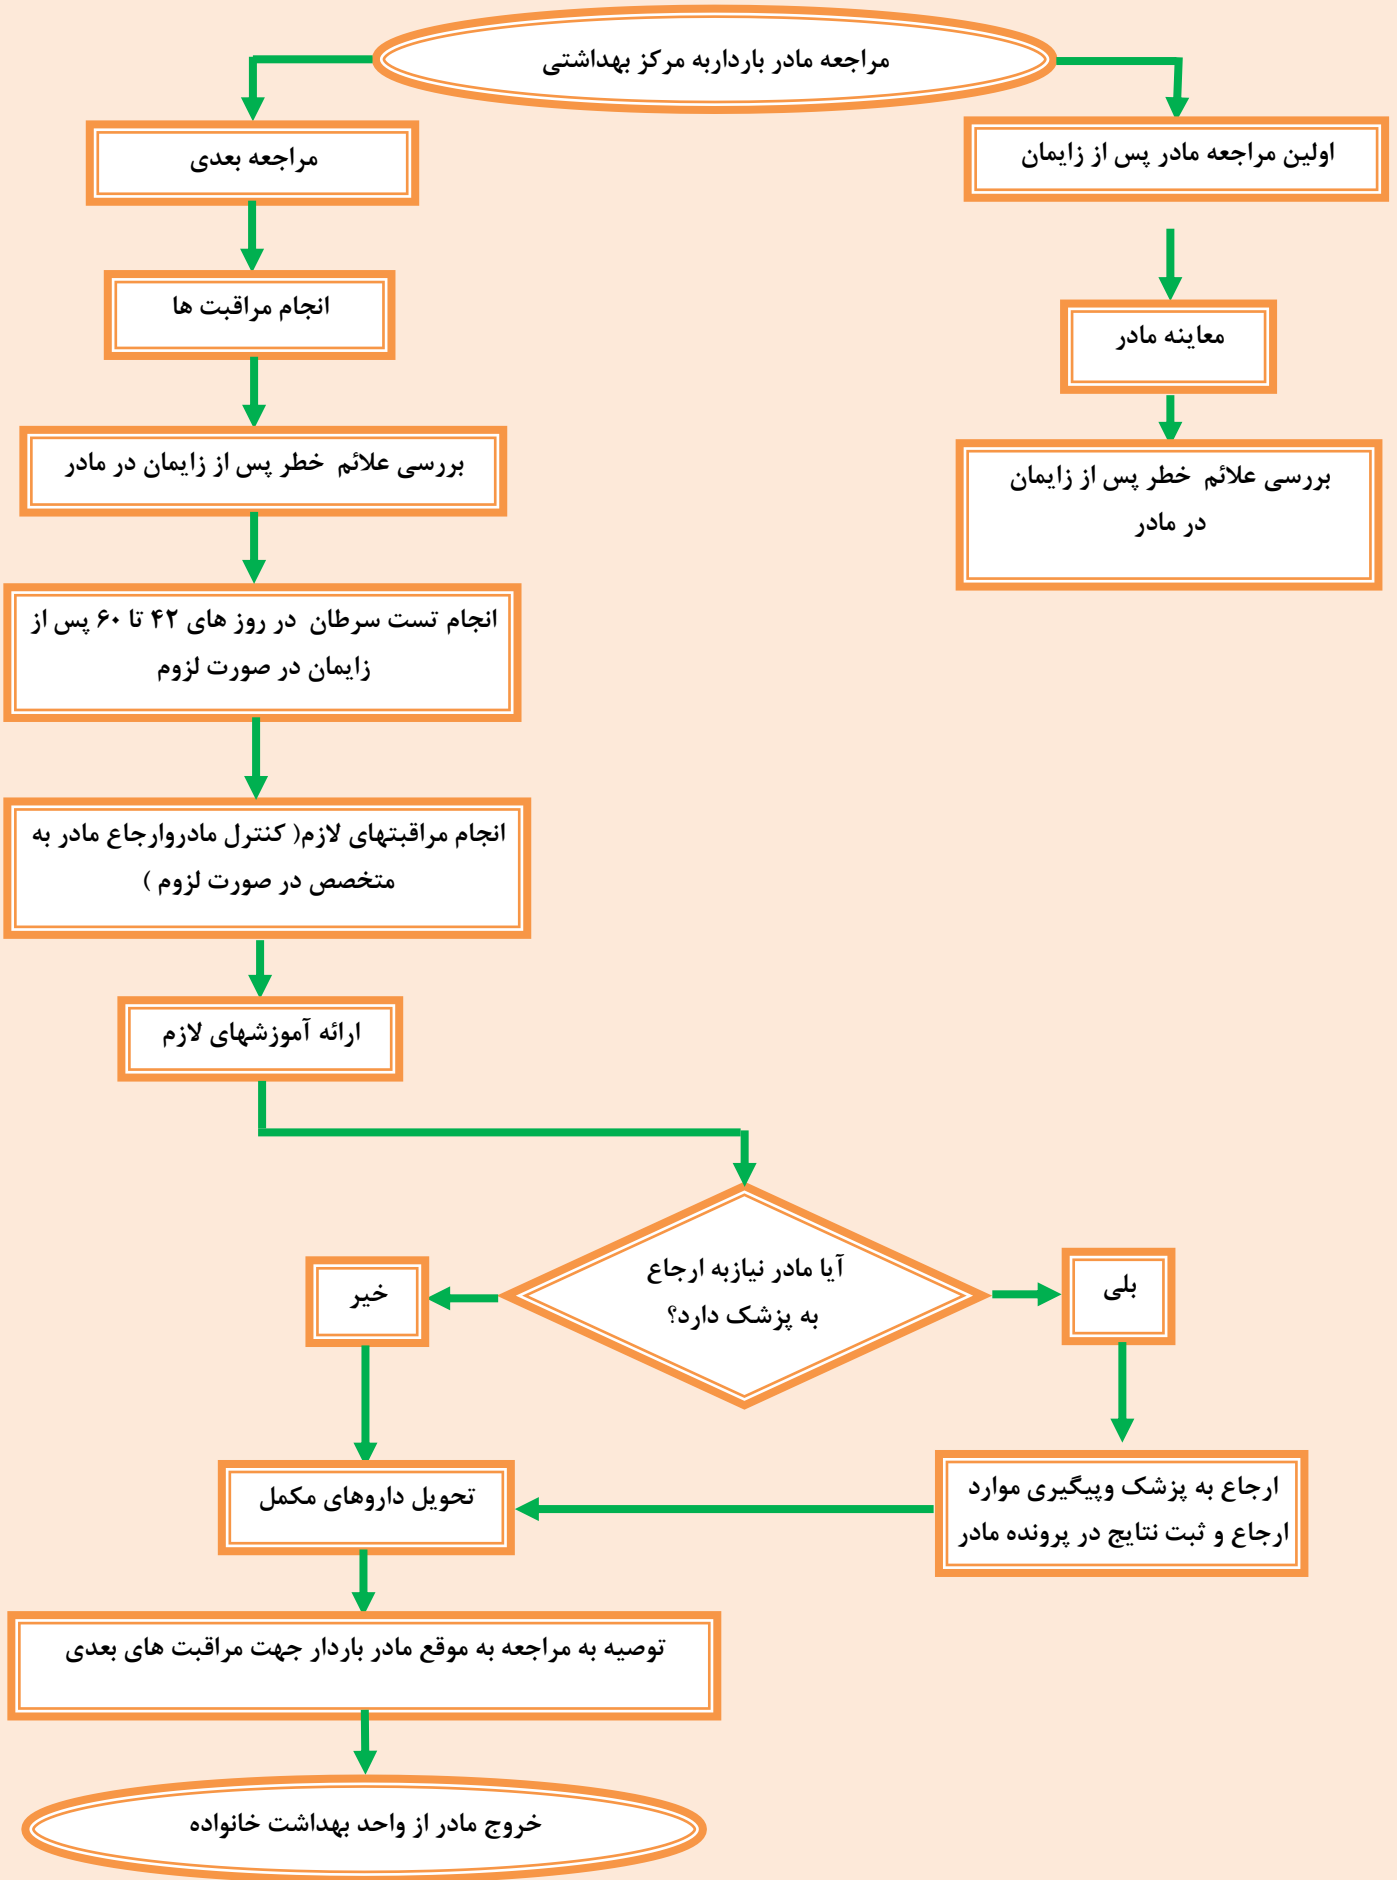 مراجعه مادر بارداربه مرکز بهداشتی
اولین مراجعه مادر پس از زایمان
معاینه مادر
بررسی علائم خطر پس از زایمان
در مادر
مراجعه بعدی
انجام مراقبت ها
بررسی علائم خطر پس از زایمان در مادر
انجام تست سرطان در روز های ۴۲ تا ۶۰ پس از
زایمان در صورت لزوم
انجام مراقبتهای لازم( کنترل مادروارجاع مادر به
متخصص در صورت لزوم )
ارائه آموزشهای لازم
آیا مادر نیازبه ارجاع
به پزشک دارد؟
بلی
خیر
ارجاع به پزشک وپیگیری موارد
ارجاع و ثبت نتایج در پرونده مادر
تحویل داروهای مکمل
توصیه به مراجعه به موقع مادر باردار جهت مراقبت های بعدی
خروج مادر از واحد بهداشت خانواده